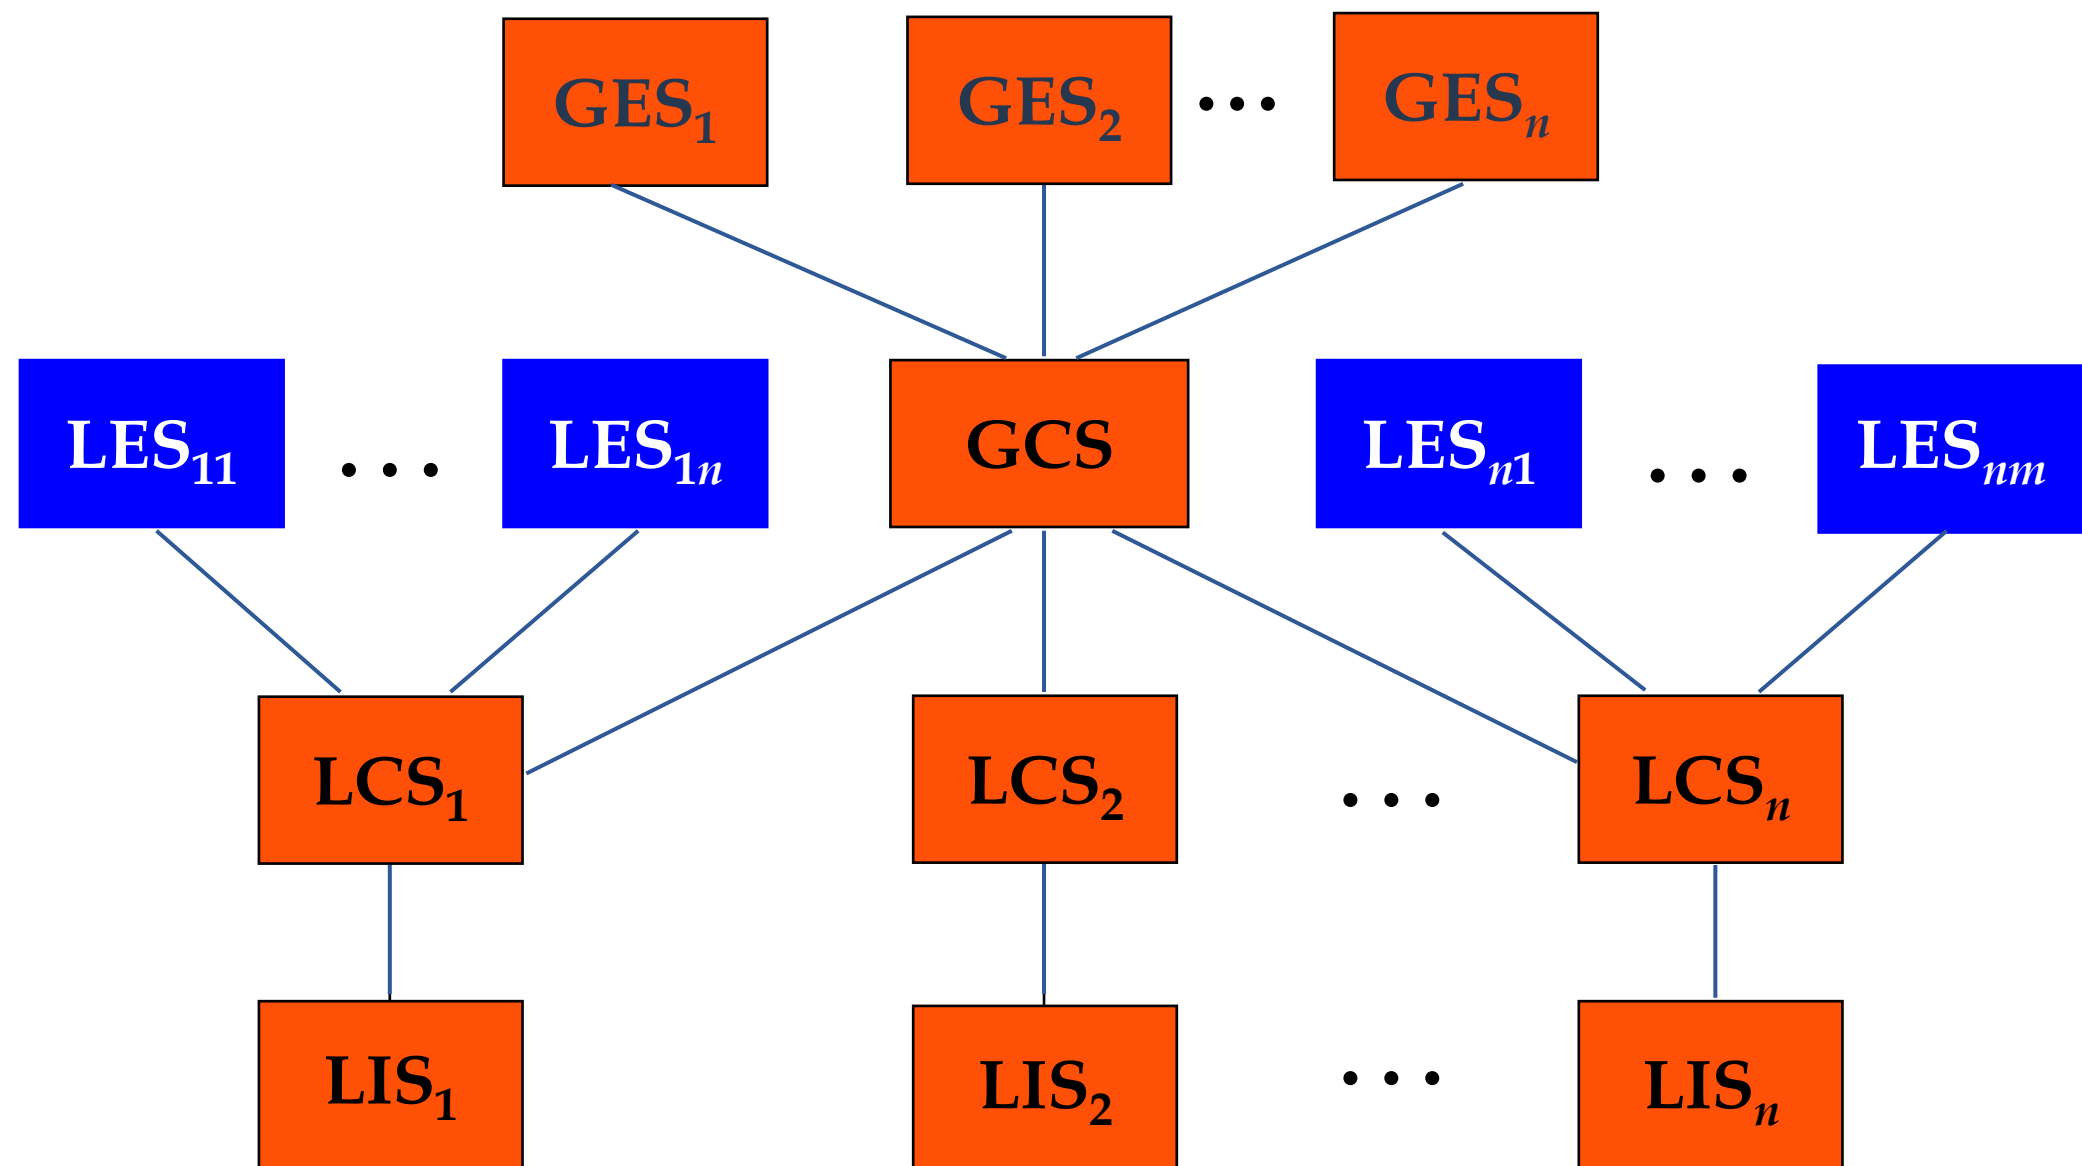 GES₁ GES₂ ... GESₙ
LES₁₁ ... LES₁ₙ GCS LESₙ₁ ... LESₙₘ
LCS₁ LCS₂ ... LCSₙ
LIS₁ LIS₂ ... LISₙ